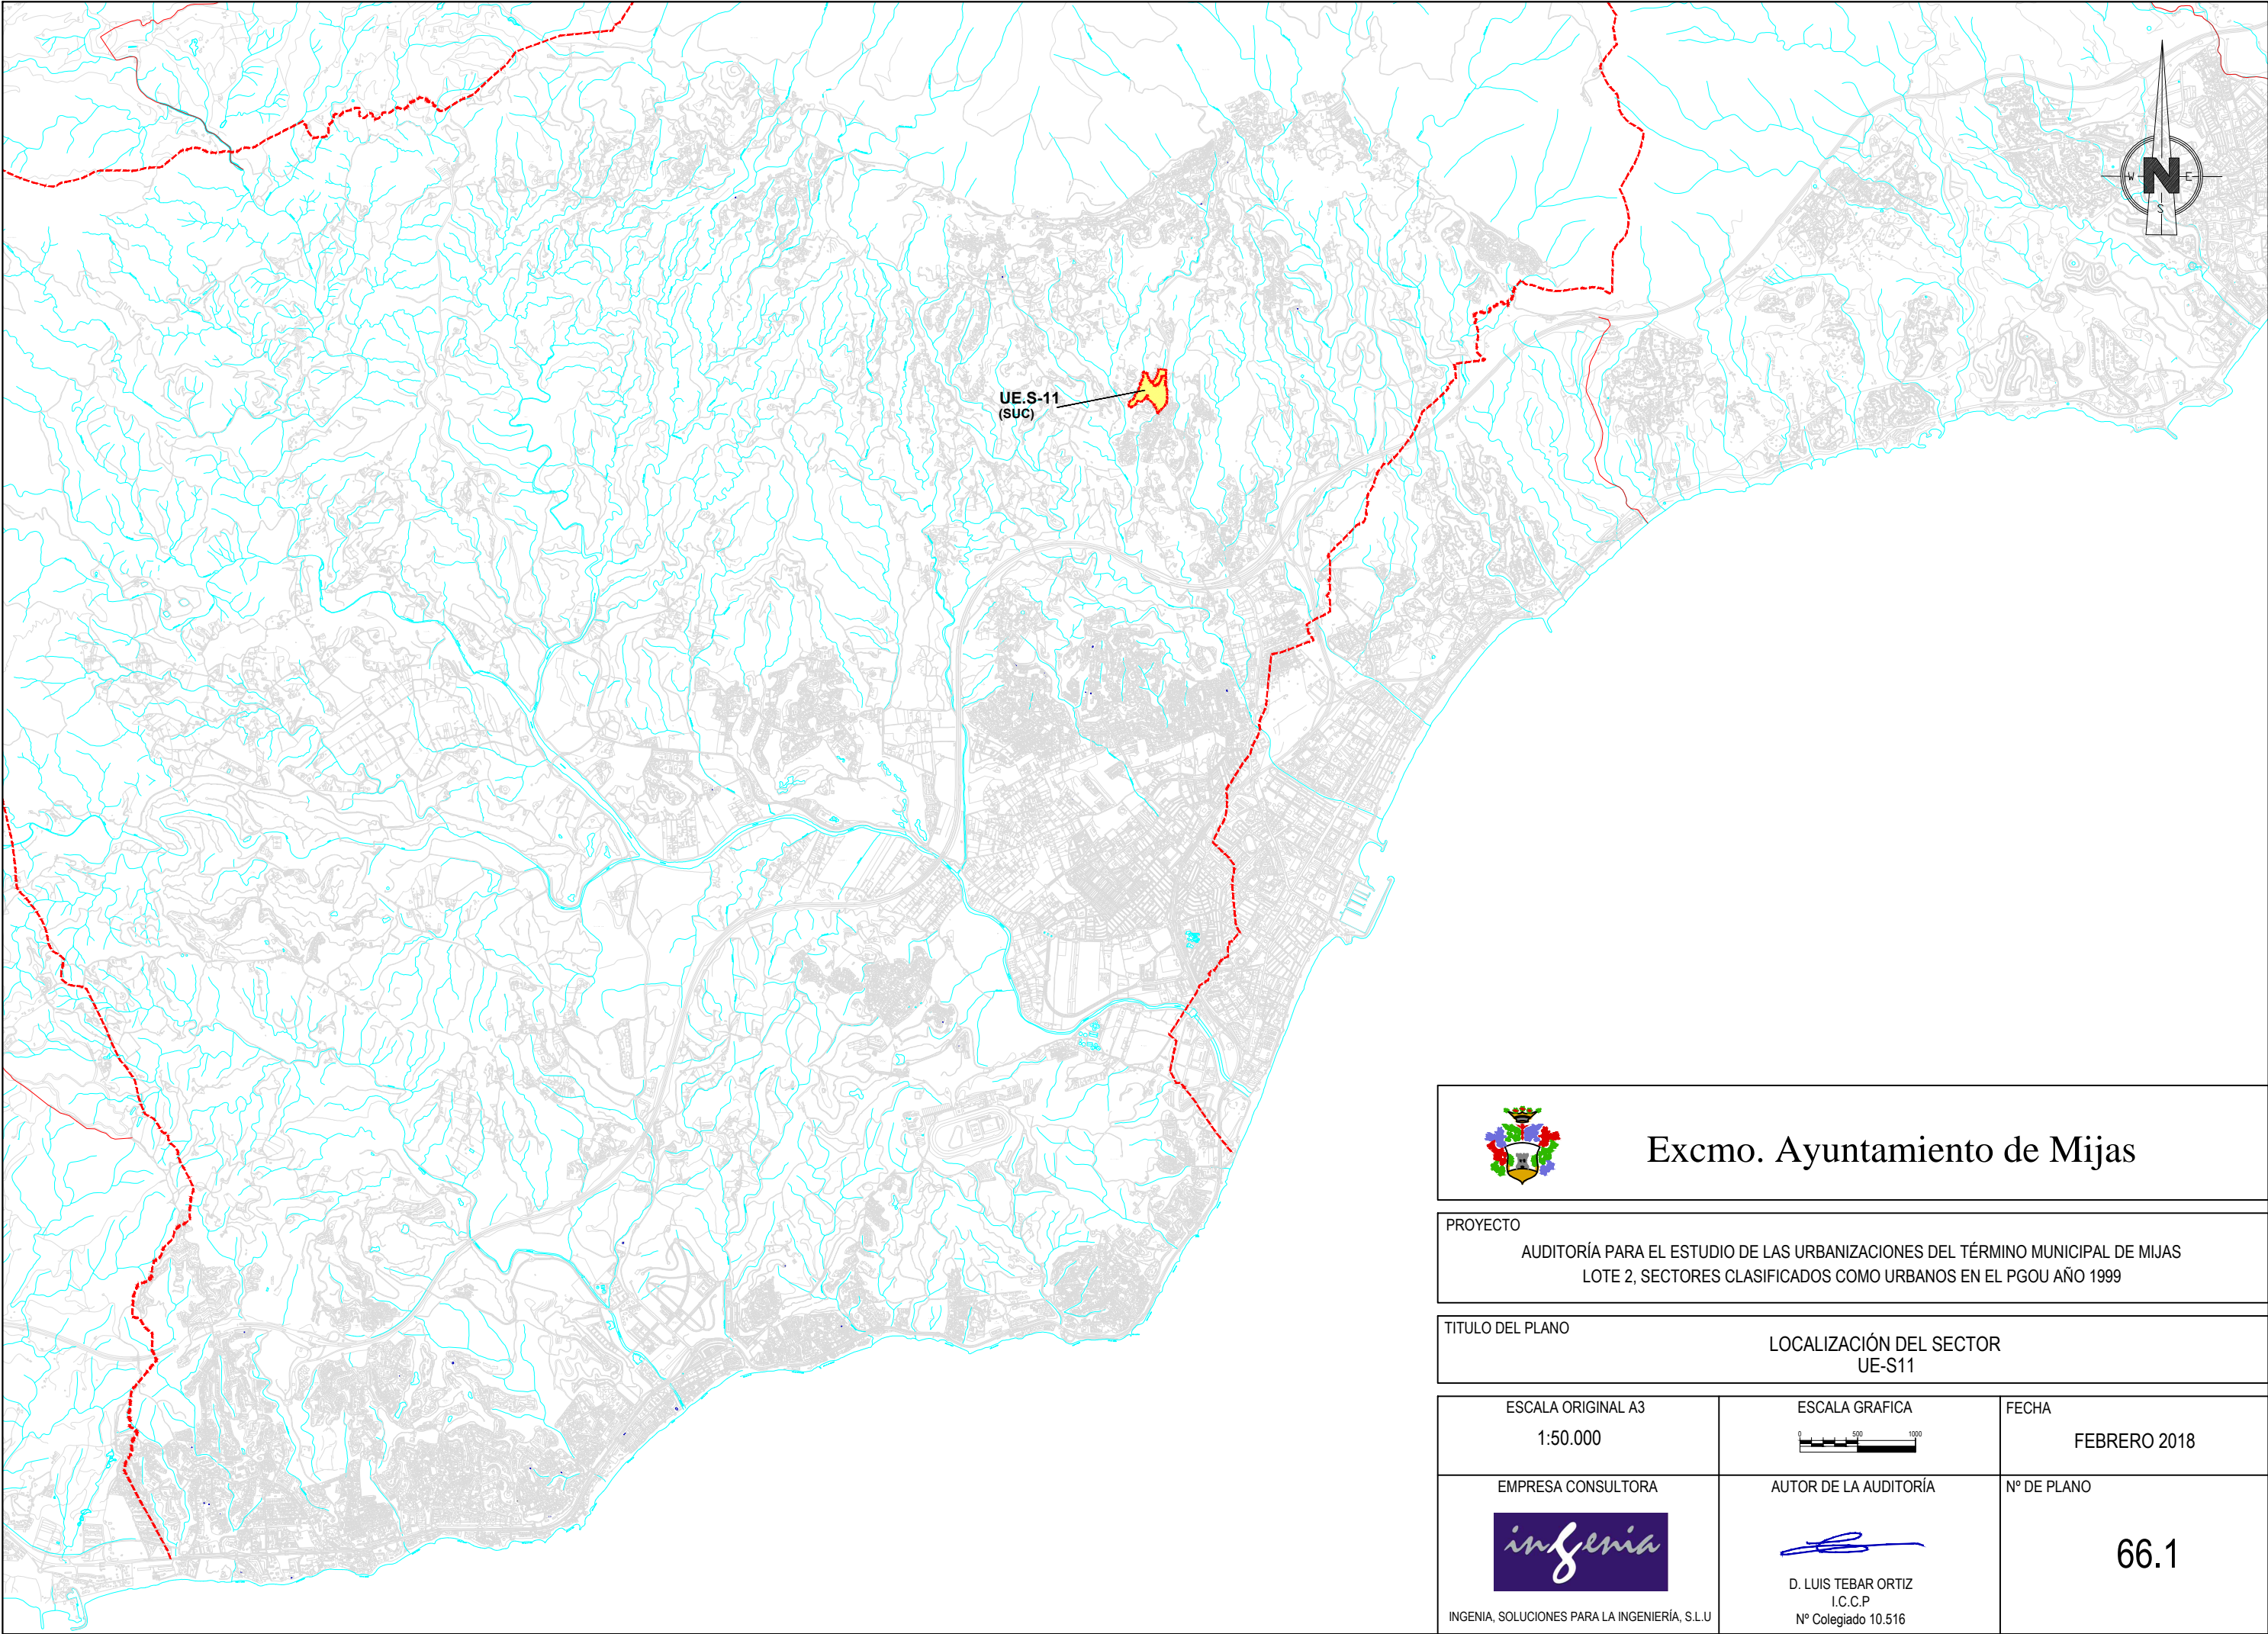 N
W
E
S
UE.S-11
(SUC)
Excmo. Ayuntamiento de Mijas
PROYECTO
AUDITORÍA PARA EL ESTUDIO DE LAS URBANIZACIONES DEL TÉRMINO MUNICIPAL DE MIJAS
LOTE 2, SECTORES CLASIFICADOS COMO URBANOS EN EL PGOU AÑO 1999
TITULO DEL PLANO
LOCALIZACIÓN DEL SECTOR
UE-S11
ESCALA ORIGINAL A3
1:50.000
ESCALA GRAFICA
0 500 1000
FECHA
FEBRERO 2018
EMPRESA CONSULTORA
ingenia
INGENIA, SOLUCIONES PARA LA INGENIERÍA, S.L.U
AUTOR DE LA AUDITORÍA
D. LUIS TEBAR ORTIZ
I.C.C.P
Nº Colegiado 10.516
Nº DE PLANO
66.1